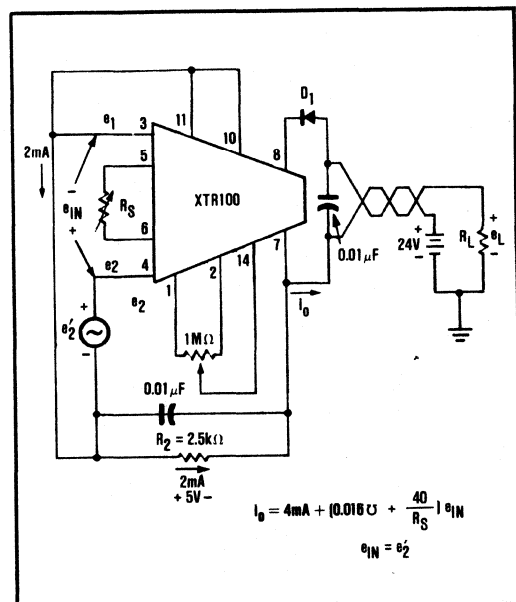 D1
11
e1
3
10
8
2mA
5
−
+
eIN
RS
XTR100
24V
+
−
RL
+
eL
−
0.01µF
6
+
7
e2
4
2
14
1
e2
io
+
e2′
−
1MΩ
0.01µF
R2 = 2.5kΩ
2mA
+ 5V −
io = 4mA + (0.016 ℧ + 40/RS) eIN
eIN = e2′